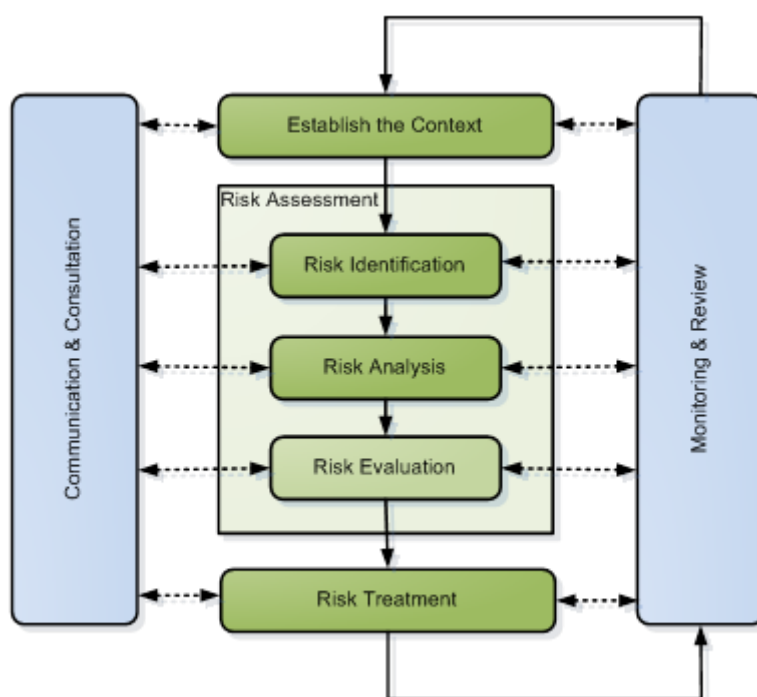 Establish the Context
Risk Assessment
Risk Identification
Risk Analysis
Risk Evaluation
Risk Treatment
Communication & Consultation
Monitoring & Review